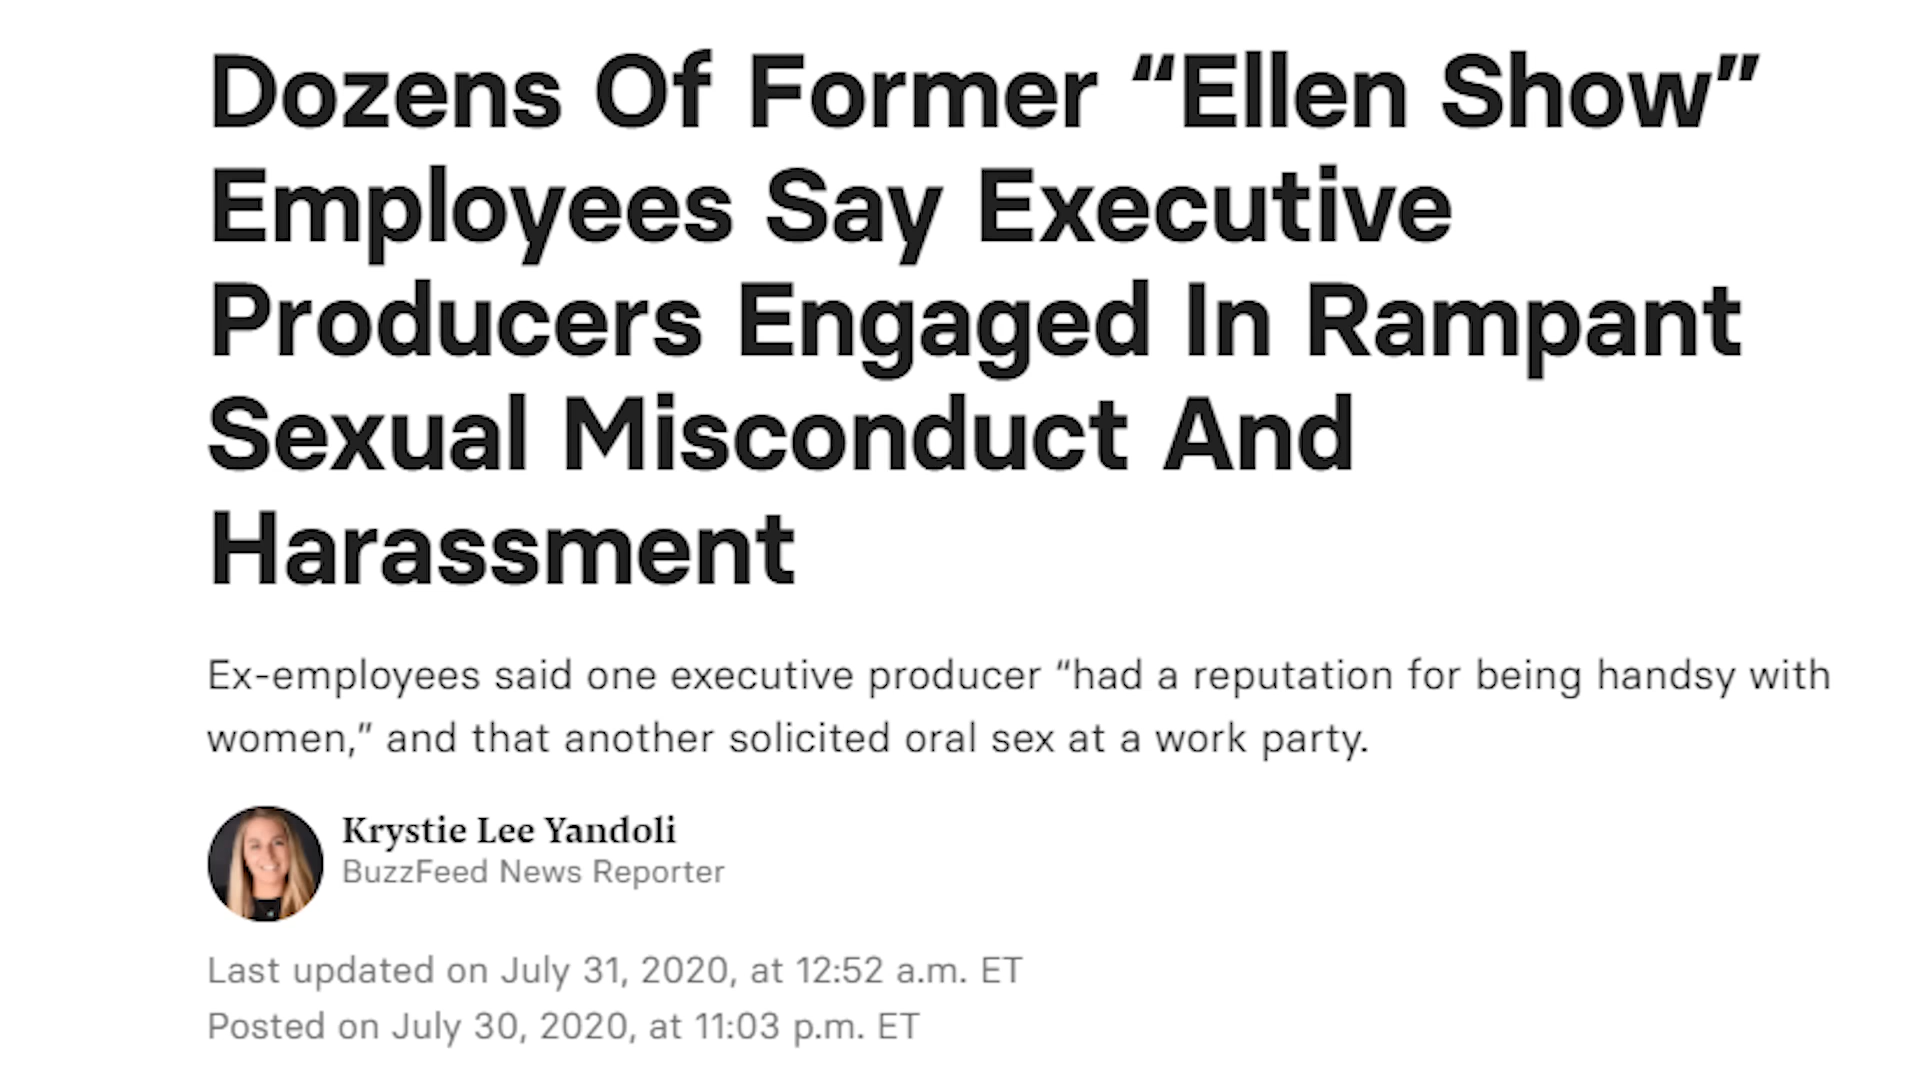 Dozens Of Former “Ellen Show”
Employees Say Executive
Producers Engaged In Rampant
Sexual Misconduct And
Harassment
Ex-employees said one executive producer “had a reputation for being handsy with
women,” and that another solicited oral sex at a work party.
Krystie Lee Yandoli
BuzzFeed News Reporter
Last updated on July 31, 2020, at 12:52 a.m. ET
Posted on July 30, 2020, at 11:03 p.m. ET